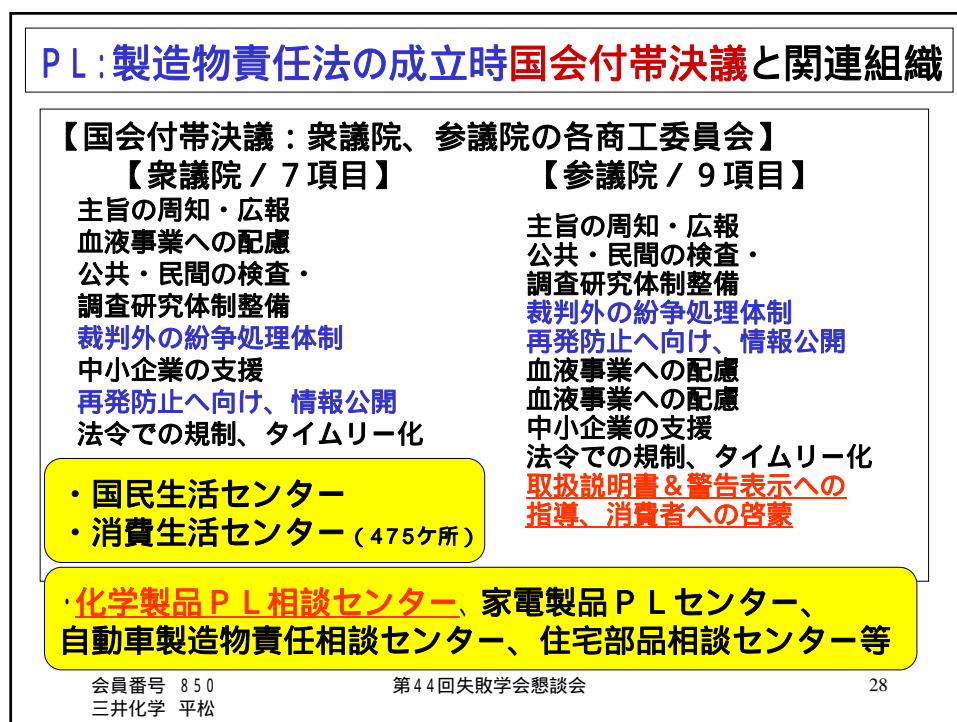 ＰＬ：製造物責任法の成立時国会付帯決議と関連組織
【国会付帯決議：衆議院、参議院の各商工委員会】
【衆議院／７項目】
主旨の周知・広報
血液事業への配慮
公共・民間の検査・
調査研究体制整備
裁判外の紛争処理体制
中小企業の支援
再発防止へ向け、情報公開
法令での規制、タイムリー化
【参議院／９項目】
主旨の周知・広報
公共・民間の検査・
調査研究体制整備
裁判外の紛争処理体制
再発防止へ向け、情報公開
血液事業への配慮
血液事業への配慮
中小企業の支援
法令での規制、タイムリー化
取扱説明書＆警告表示への
指導、消費者への啓蒙
・国民生活センター
・消費生活センター（475ケ所）
・化学製品ＰＬ相談センター、家電製品ＰＬセンター、
自動車製造物責任相談センター、住宅部品相談センター等
会員番号 850
三井化学 平松
第44回失敗学会懇談会
28